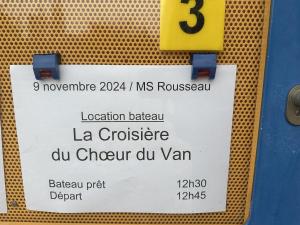 3
9 novembre 2024 / MS Rousseau
Location bateau
La Croisière
du Chœur du Van
Bateau prêt 12h30
Départ 12h45